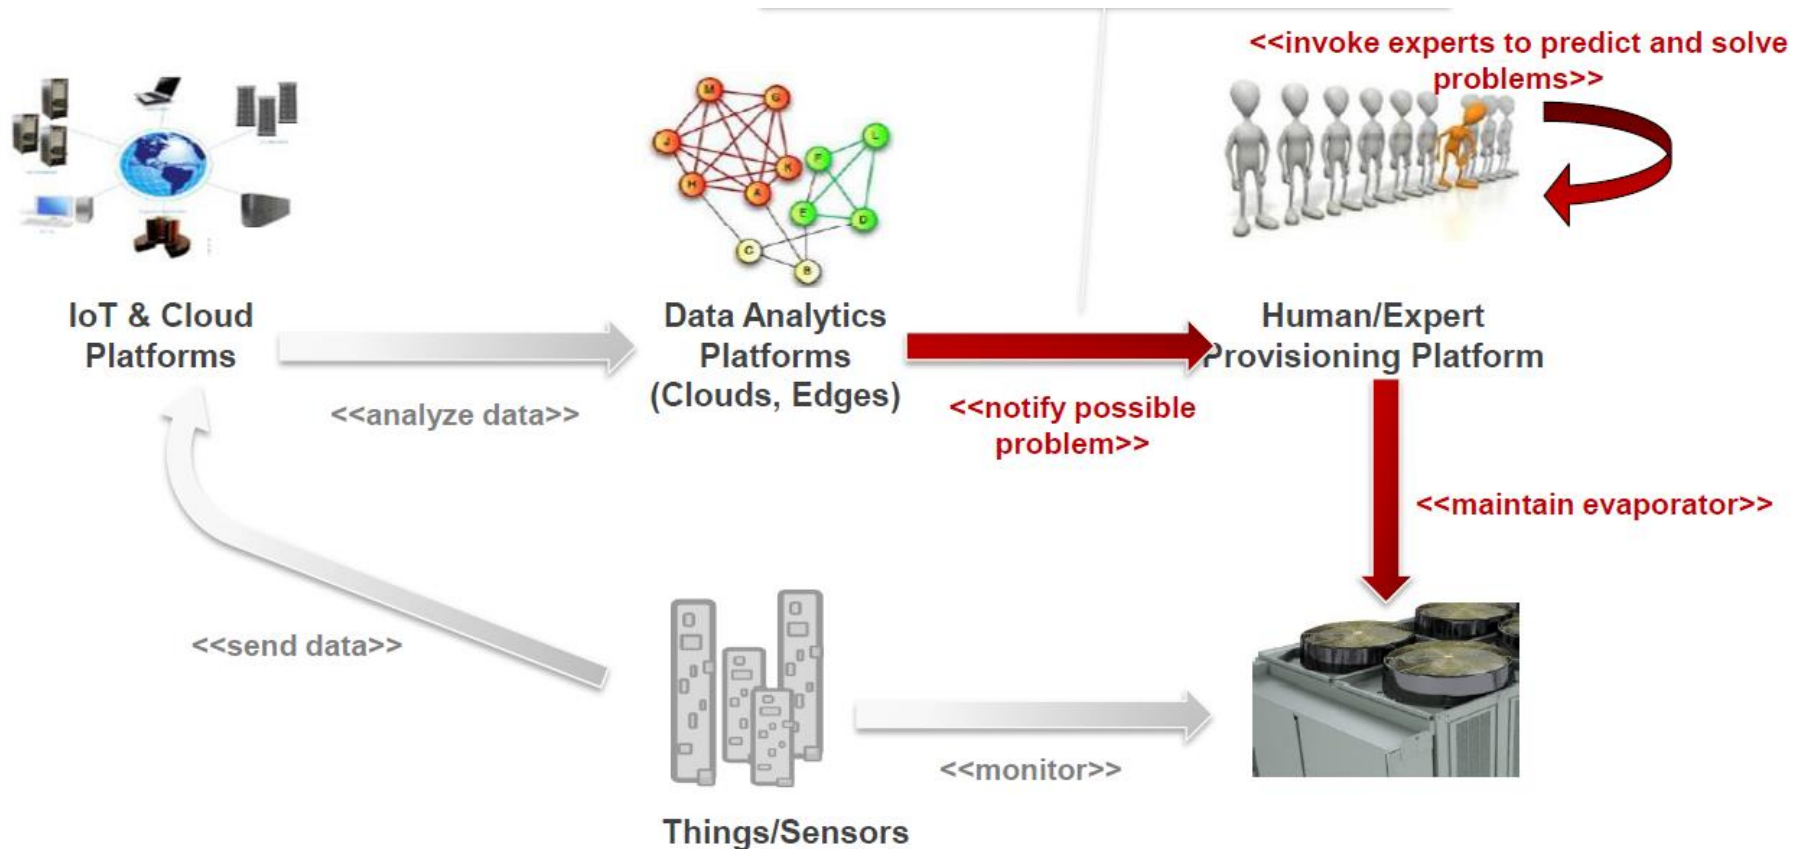 <<invoke experts to predict and solve
problems>>
M
G
J
K
H
A
L
F
E
D
C
B
IoT & Cloud
Platforms
Data Analytics
Platforms
(Clouds, Edges)
Human/Expert
Provisioning Platform
<<analyze data>>
<<notify possible
problem>>
<<maintain evaporator>>
<<send data>>
<<monitor>>
Things/Sensors